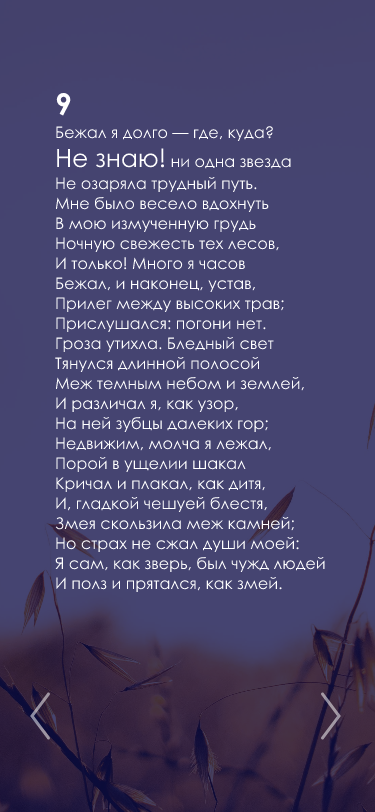 9
Бежал я долго — где, куда?
Не знаю! ни одна звезда
Не озаряла трудный путь.
Мне было весело вдохнуть
В мою измученную грудь
Ночную свежесть тех лесов,
И только! Много я часов
Бежал, и наконец, устав,
Прилег между высоких трав;
Прислушался: погони нет.
Гроза утихла. Бледный свет
Тянулся длинной полосой
Меж темным небом и землей,
И различал я, как узор,
На ней зубцы далеких гор;
Недвижим, молча я лежал,
Порой в ущелии шакал
Кричал и плакал, как дитя,
И, гладкой чешуей блестя,
Змея скользила меж камней;
Но страх не сжал души моей:
Я сам, как зверь, был чужд людей
И полз и прятался, как змей.